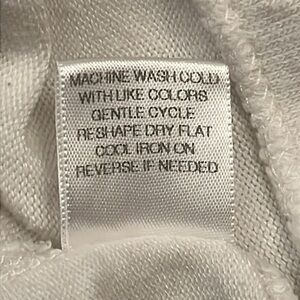 MACHINE WASH COLD
WITH LIKE COLORS
GENTLE CYCLE
RESHAPE DRY FLAT
COOL IRON ON
REVERSE IF NEEDED